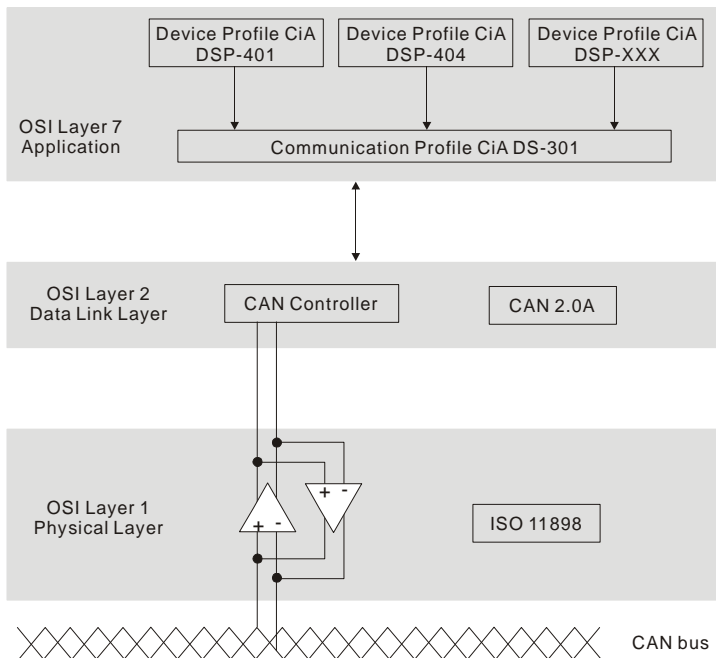 Device Profile CiA
DSP-401
Device Profile CiA
DSP-404
Device Profile CiA
DSP-XXX
OSI Layer 7
Application
Communication Profile CiA DS-301
OSI Layer 2
Data Link Layer
CAN Controller
CAN 2.0A
OSI Layer 1
Physical Layer
+ -
+ -
ISO 11898
CAN bus